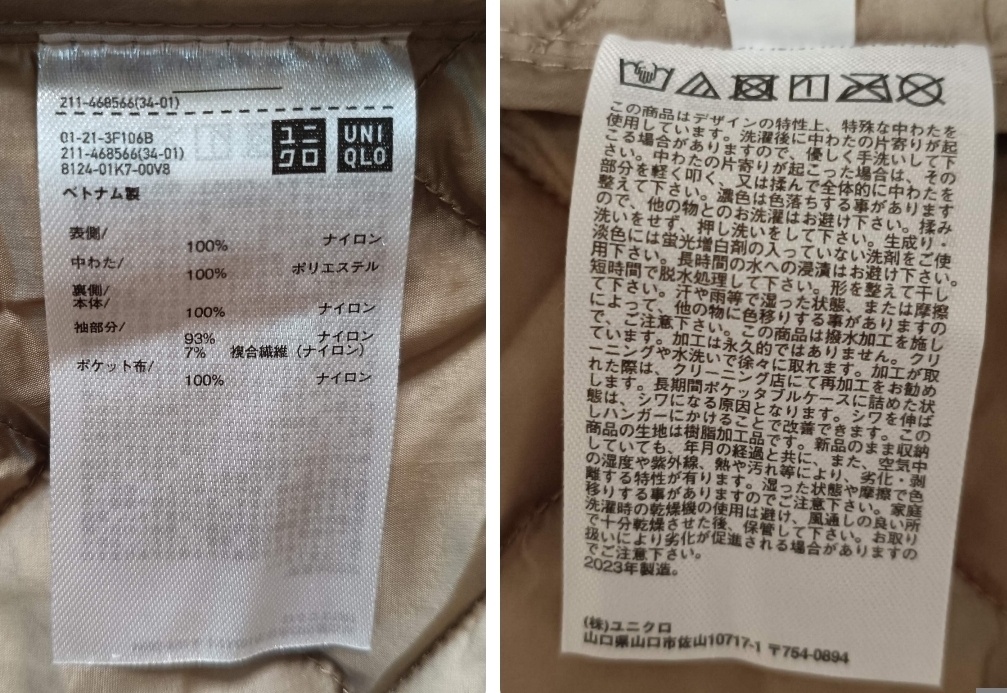 211-468566(34-01)
01-21-3F106B
211-468566(34-01)
8124-01K7-00V8
ユニクロ
UNIQLO
ベトナム製
表側/
100% ナイロン
中わた/
100% ポリエステル
裏側/
本体/
100% ナイロン
袖部分/
93% ナイロン
7% 複合繊維（ナイロン）
ポケット布/
100% ナイロン
この商品はデザインの特性上、特殊な中わたを
使用しています。洗濯後に中わたの片寄りが起
こる場合がありますので、優しく手洗いして下
さい。中わたの片寄りが起こった場合は、その
部分を軽く叩く、又は揉んで全体的に中わたを
整えて下さい。濃色は色落ちする事があります
ので、他の物とのお洗濯はお避け下さい。揉み
洗いをせず、押し洗いをして下さい。生成り・
淡色には蛍光増白剤の入っていない洗剤をご使
用下さい。長時間の水への浸漬はお避け下さい。
短時間で脱水処理して下さい。形を整えて干し
て下さい。汗や雨等で湿った状態、または摩擦
によって、他の物に色移りする事がありますの
で、ご注意下さい。この商品は撥水加工を施し
ています。加工は永久的ではありません。クリ
ーニングや水洗いで徐々に取れます。加工が取
れた際は、クリーニング店にて再加工をお勧め
します。長期間ポケッタブルケースに詰めた状
態は、シワになる原因となります。シワを伸ば
しハンガーにかけることで改善できます。この
商品の生地は樹脂加工品です。新品のまま収納
していても、年月の経過と共に、また、空気中
の湿度や紫外線、熱や汚れ等により、劣化・剥
離する特性が有ります。湿った状態や摩擦で色
移りする事がありますのでご注意下さい。家庭
洗濯時の乾燥機の使用は避け、風通しの良い所
で十分乾燥させた後、保管して下さい。お取り
扱いにより劣化が促進される場合がありますの
でご注意下さい。
2023年製造。
(株)ユニクロ
山口県山口市佐山10717-1 〒754-0894